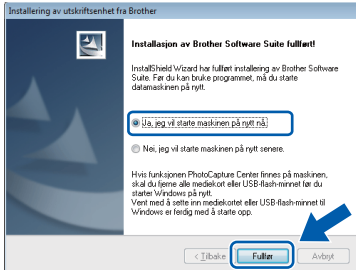 Installering av utskriftsenhet fra Brother
Installasjon av Brother Software Suite fullført!
InstallShield Wizard har fullført installering av Brother Software
Suite. Før du kan bruke programmet, må du starte
datamaskinen på nytt.
Ja, jeg vil starte maskinen på nytt nå.
Nei, jeg vil starte maskinen på nytt senere.
Hvis funksjonen PhotoCapture Center finnes på maskinen,
skal du fjerne alle mediekort eller USB-flash-minnet før du
starter Windows på nytt.
Vent med å sette inn mediekortet eller USB-flash-minnet til
Windows er ferdig med å starte opp.
< Tilbake Fullfør Avbryt